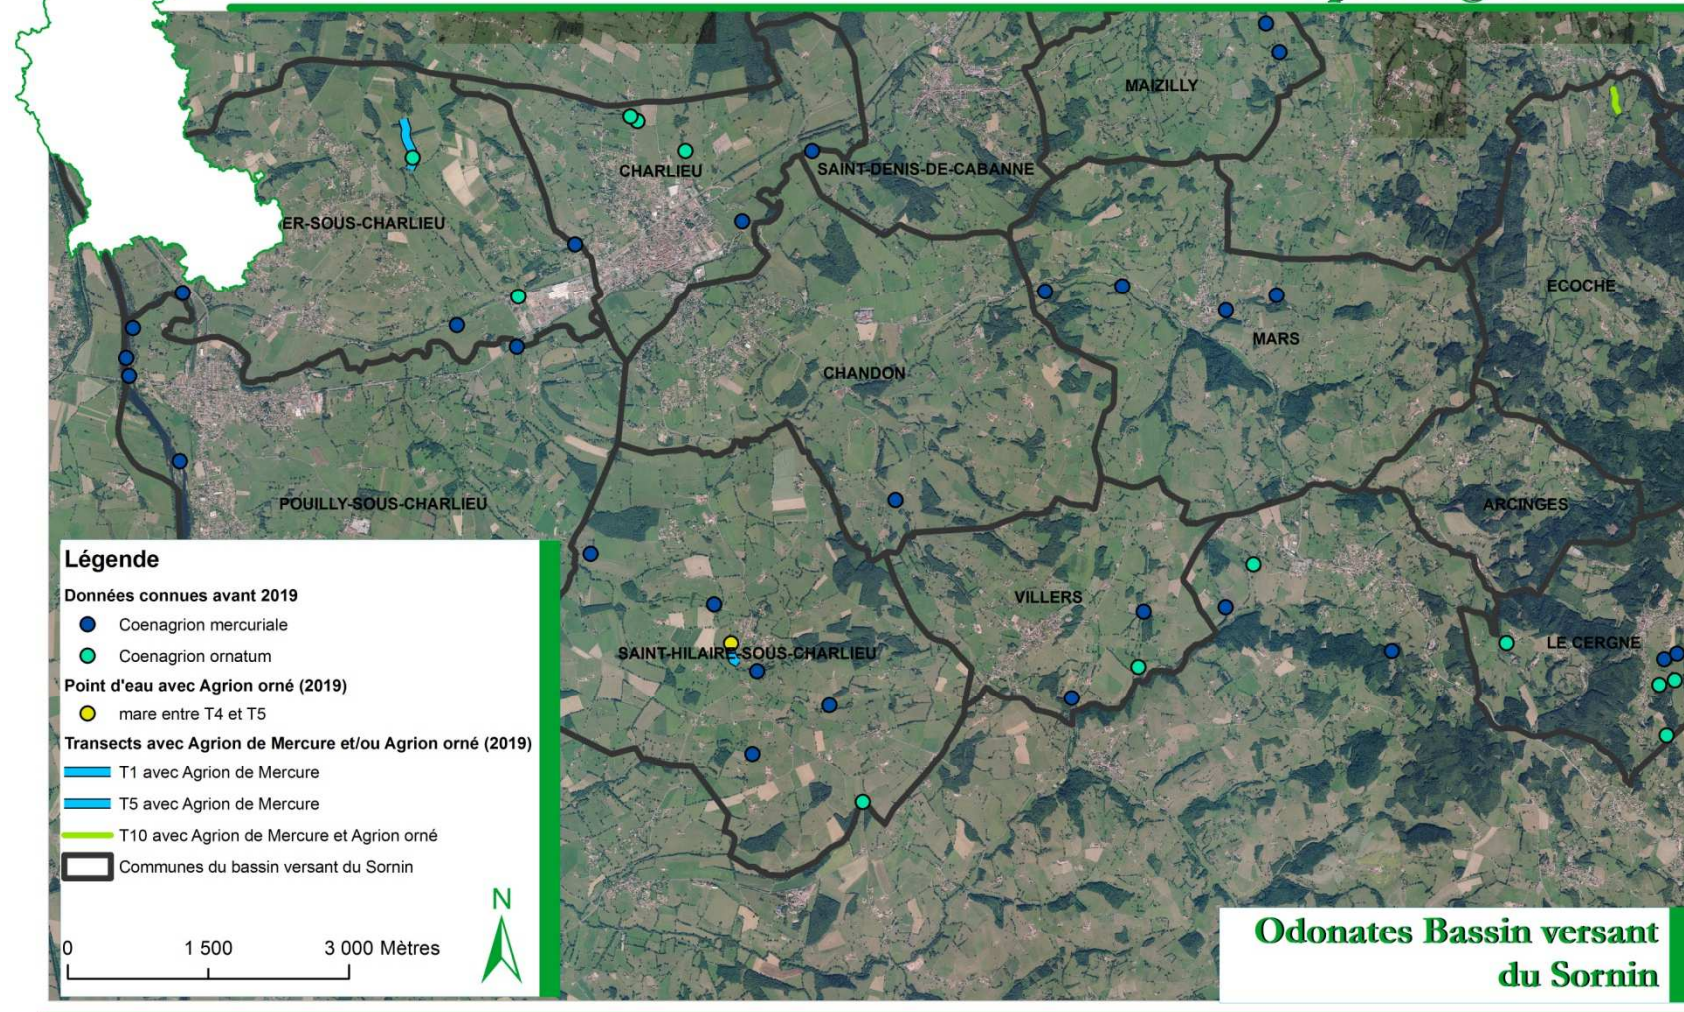 MAIZILLY
CHARLIEU
SAINT-DENIS-DE-CABANNE
ER-SOUS-CHARLIEU
ECOCHE
MARS
CHANDON
POUILLY-SOUS-CHARLIEU
ARCINGES
VILLERS
SAINT-HILAIRE-SOUS-CHARLIEU
LE CERGNE
Légende
Données connues avant 2019
Coenagrion mercuriale
Coenagrion ornatum
Point d'eau avec Agrion orné (2019)
mare entre T4 et T5
Transects avec Agrion de Mercure et/ou Agrion orné (2019)
T1 avec Agrion de Mercure
T5 avec Agrion de Mercure
T10 avec Agrion de Mercure et Agrion orné
Communes du bassin versant du Sornin
N
0 1 500 3 000 Mètres
Odonates Bassin versant
du Sornin